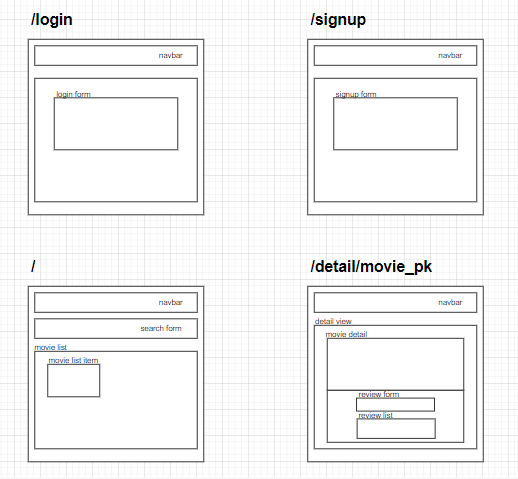 /login
navbar
login form
/signup
navbar
signup form
/
navbar
search form
movie list
movie list item
/detail/movie_pk
navbar
detail view
movie detail
review form
review list